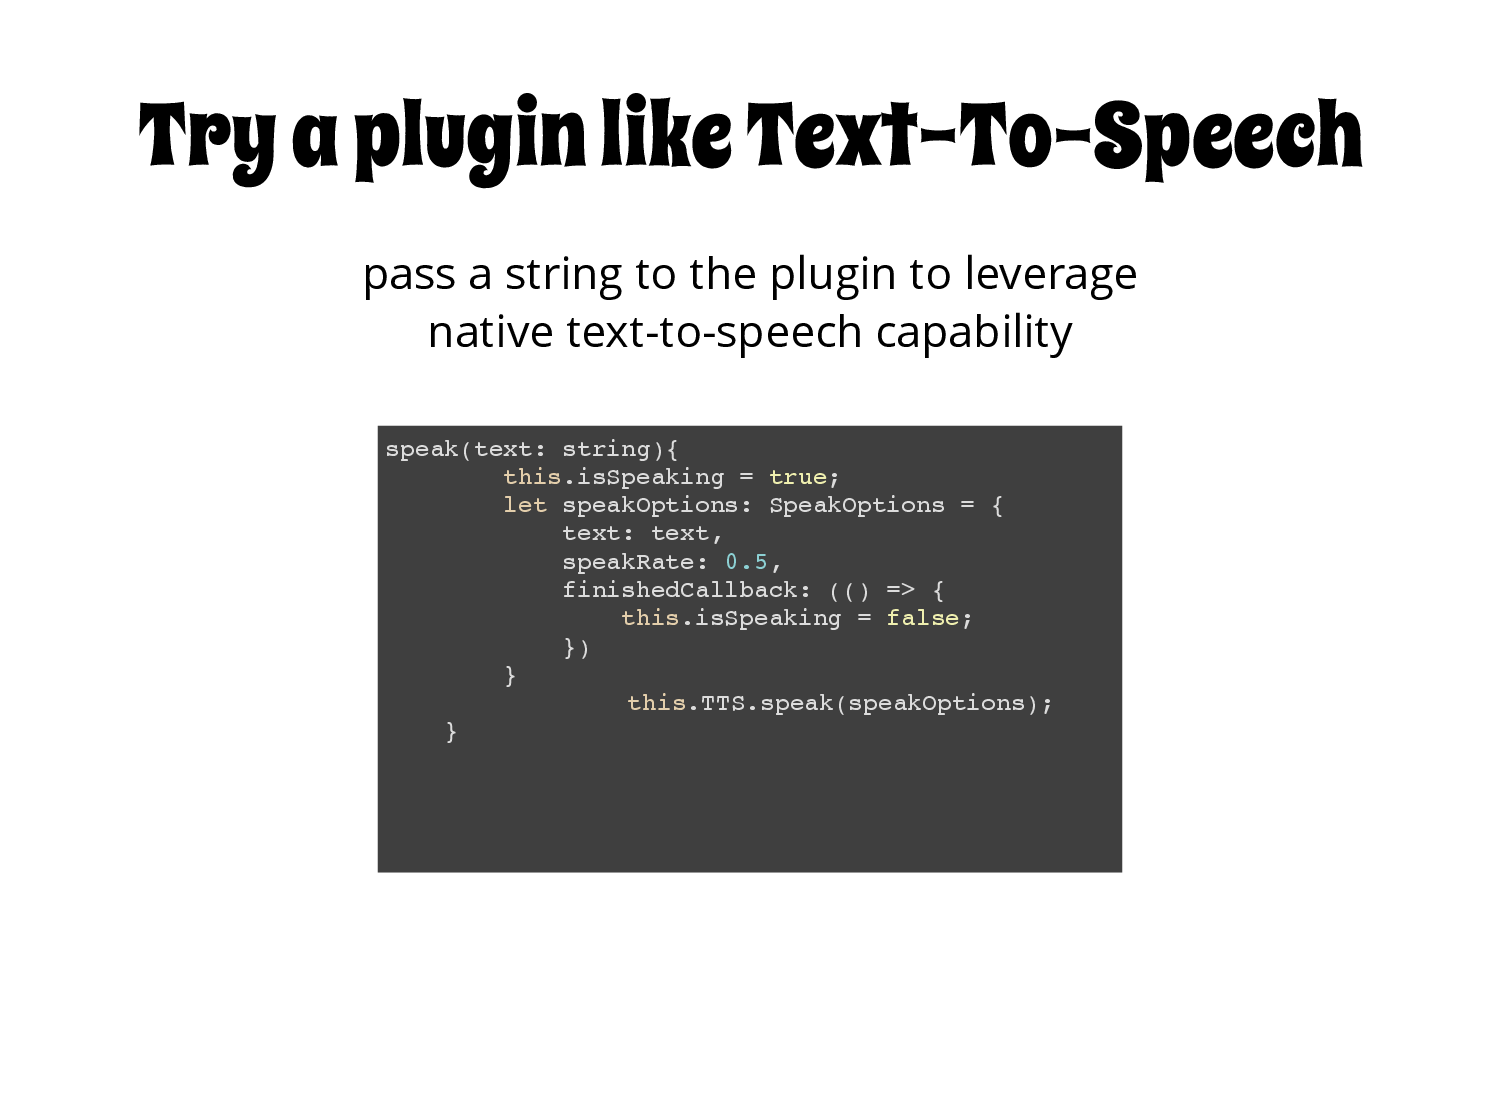 Try a plugin like Text-To-Speech
pass a string to the plugin to leverage
native text-to-speech capability
speak(text: string){
        this.isSpeaking = true;
        let speakOptions: SpeakOptions = {
            text: text,
            speakRate: 0.5,
            finishedCallback: (() => {
                this.isSpeaking = false;
            })
        }
                this.TTS.speak(speakOptions);
    }